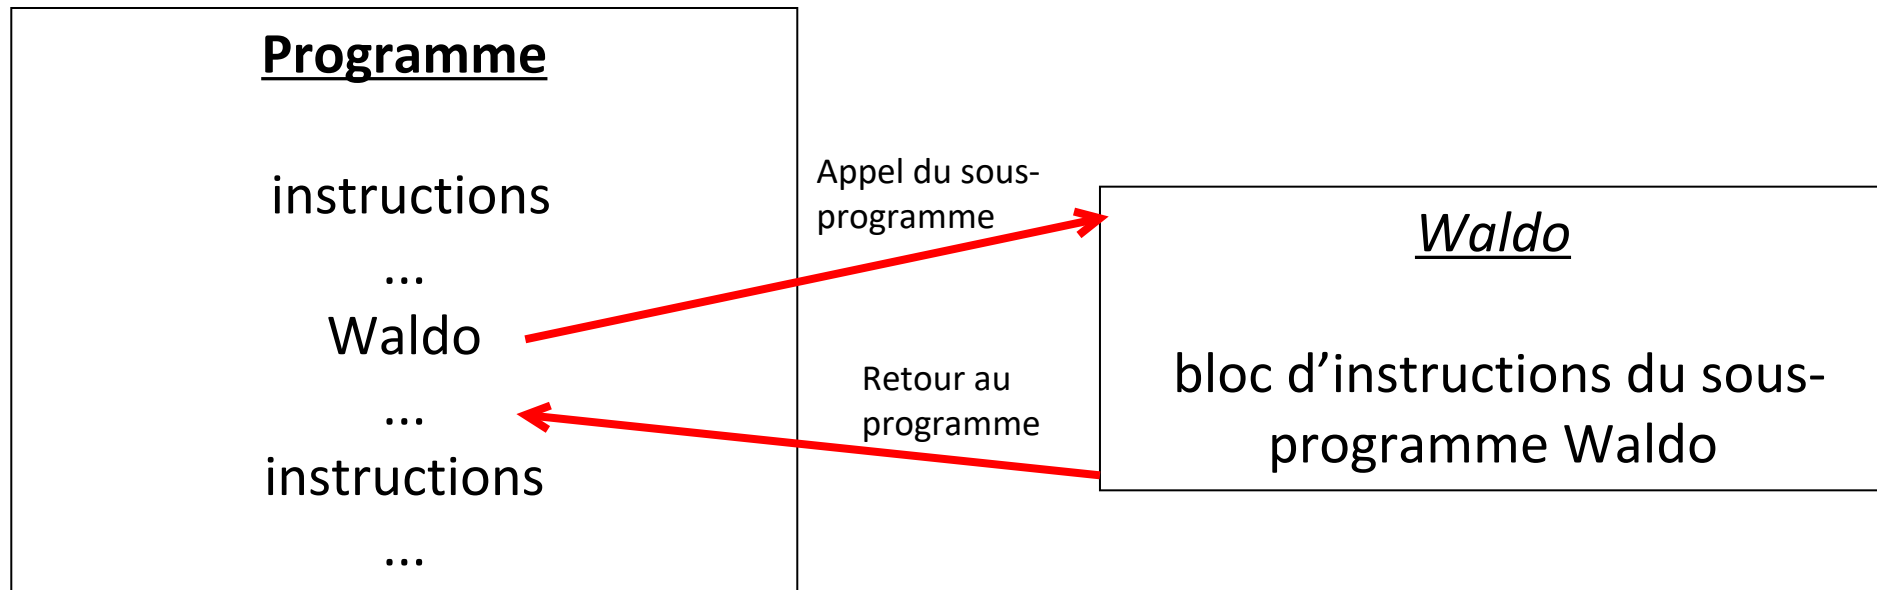 Programme
instructions
...
Waldo
...
instructions
...
Appel du sous-
programme
Retour au
programme
Waldo
bloc d’instructions du sous-
programme Waldo